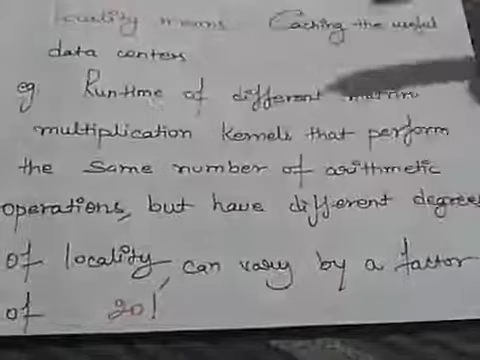 Locality means Caching the useful
data centers
eg. Runtime of different matrix
multiplication Kernels that perform
the same number of arithmetic
operations, but have different degrees
of locality, can vary by a factor
of 20!